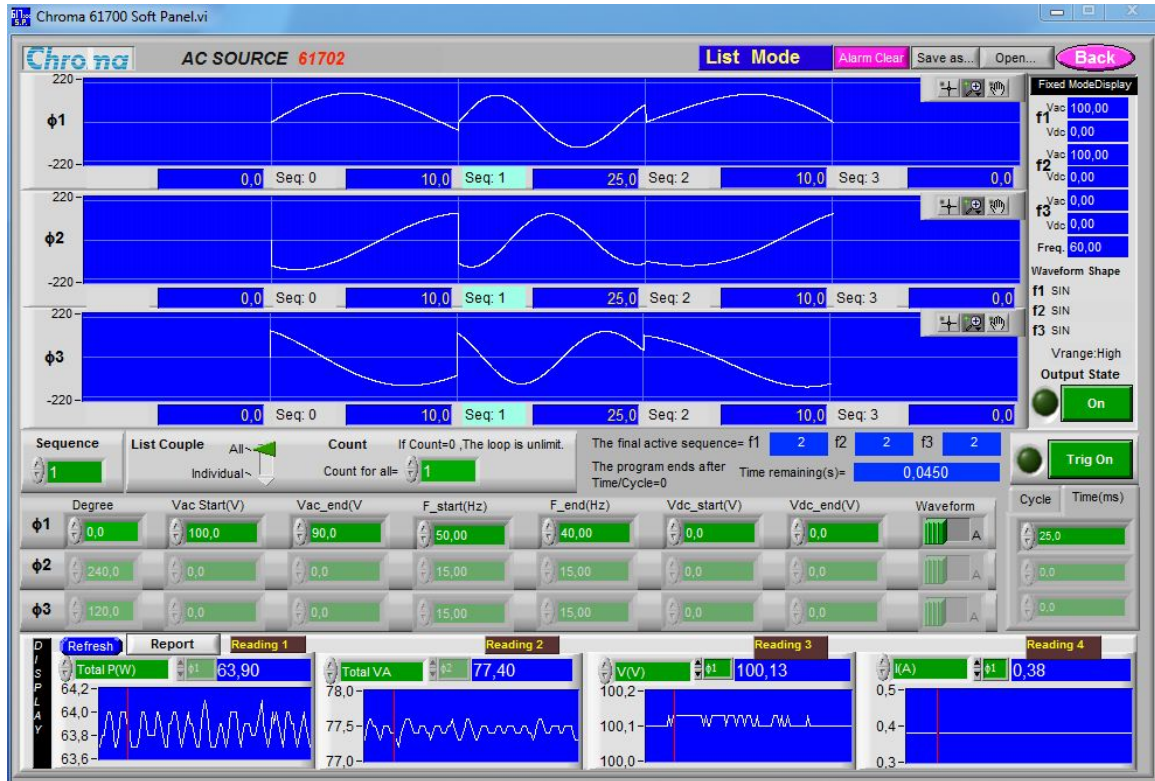 Chroma 61700 Soft Panel.vi
Chroma AC SOURCE 61702 List Mode Alarm Clear Save as... Open... Back
220
ϕ1
-220
0,0 Seq: 0 10,0 Seq: 1 25,0 Seq: 2 10,0 Seq: 3 0,0
220
ϕ2
-220
0,0 Seq: 0 10,0 Seq: 1 25,0 Seq: 2 10,0 Seq: 3 0,0
220
ϕ3
-220
0,0 Seq: 0 10,0 Seq: 1 25,0 Seq: 2 10,0 Seq: 3 0,0
Fixed ModeDisplay
f1 Vac 100,00
Vdc 0,00
f2 Vac 100,00
Vdc 0,00
f3 Vac 0,00
Vdc 0,00
Freq. 60,00
Waveform Shape
f1 SIN
f2 SIN
f3 SIN
Vrange:High
Output State
On
Sequence List Couple All Count If Count=0 ,The loop is unlimit. The final active sequence= f1 2 f2 2 f3 2
1 Individual Count for all= 1 The program ends after Time/Cycle=0 Time remaining(s)= 0,0450
Trig On
Degree Vac Start(V) Vac_end(V F_start(Hz) F_end(Hz) Vdc_start(V) Vdc_end(V) Waveform Cycle Time(ms)
ϕ1 0,0 100,0 90,0 50,00 40,00 0,0 0,0 A 25,0
ϕ2 240,0 0,0 0,0 15,00 15,00 0,0 0,0 A 0,0
ϕ3 120,0 0,0 0,0 15,00 15,00 0,0 0,0 A 0,0
DISPLAY
Refresh Report Reading 1 Reading 2 Reading 3 Reading 4
Total P(W) ϕ1 63,90 Total VA ϕ2 77,40 V(V) ϕ1 100,13 I(A) ϕ1 0,38
64,2 78,0 100,2 0,5
64,0
77,5 100,1 0,4
63,8
63,6 77,0 100,0 0,3